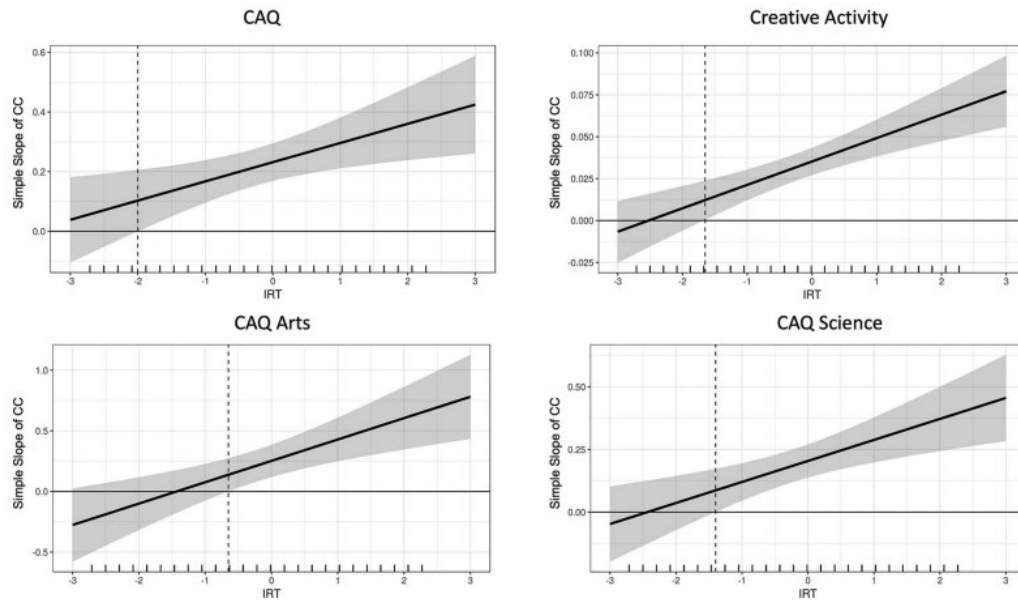 CAQ
Creative Activity
Simple Slope of CC
0.6
0.4
0.2
0.0
-3 -2 -1 0 1 2 3
IRT
Simple Slope of CC
0.100
0.075
0.050
0.025
0.000
-0.025
-3 -2 -1 0 1 2 3
IRT
CAQ Arts
CAQ Science
Simple Slope of CC
1.0
0.5
0.0
-0.5
-3 -2 -1 0 1 2 3
IRT
Simple Slope of CC
0.50
0.25
0.00
-3 -2 -1 0 1 2 3
IRT